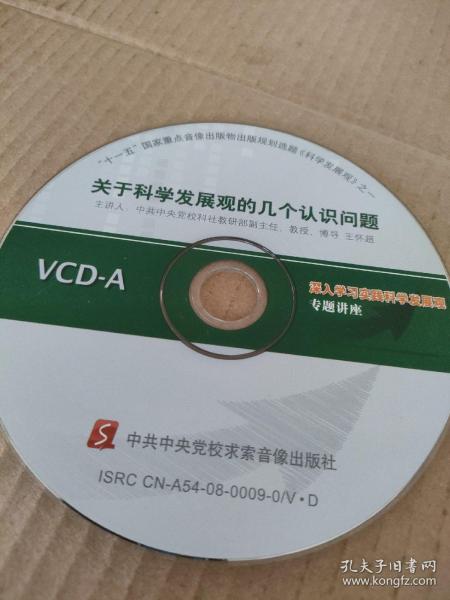 “十一五”国家重点音像出版物出版规划选题《科学发展观》之一
关于科学发展观的几个认识问题
主讲人：中共中央党校科社教研部副主任、教授、博导 王怀超
VCD-A
深入学习实践科学发展观
专题讲座
中共中央党校求索音像出版社
ISRC CN-A54-08-0009-0/V·D
孔夫子旧书网
www.kongfz.com